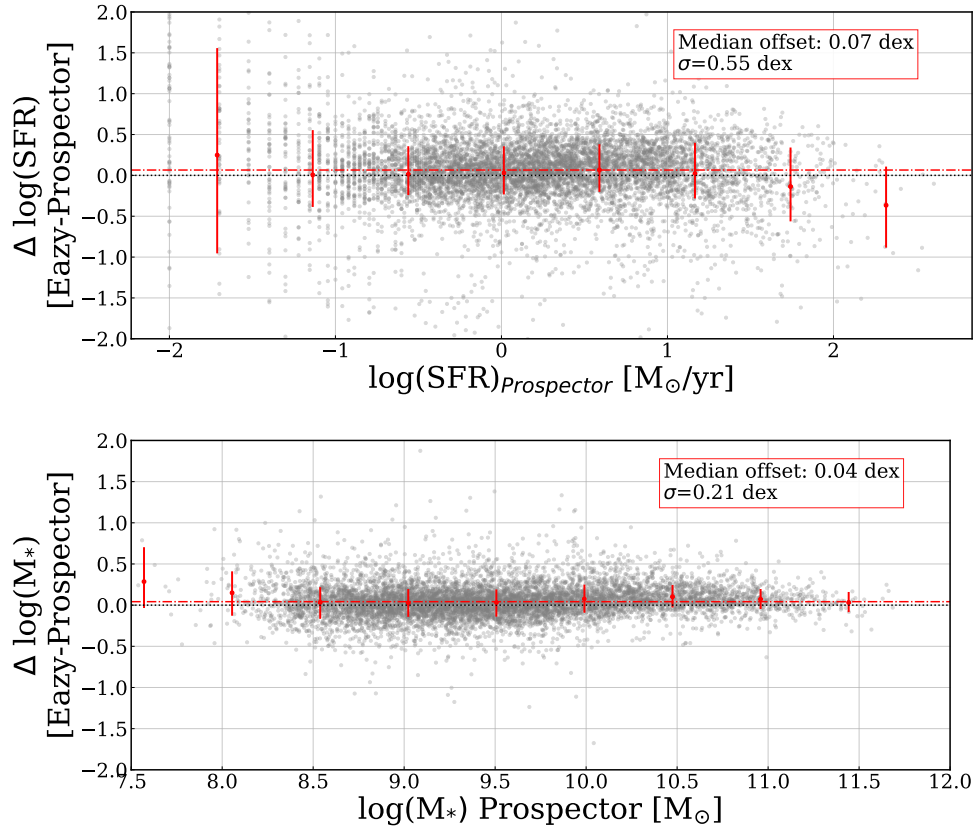 2.0
1.5
1.0
0.5
0.0
−0.5
−1.0
−1.5
−2.0
Δ log(SFR)
[Eazy-Prospector]
Median offset: 0.07 dex
σ=0.55 dex
−2 −1 0 1 2
log(SFR)Prospector [M⊙/yr]
2.0
1.5
1.0
0.5
0.0
−0.5
−1.0
−1.5
−2.0
Δ log(M*)
[Eazy-Prospector]
Median offset: 0.04 dex
σ=0.21 dex
7.5 8.0 8.5 9.0 9.5 10.0 10.5 11.0 11.5 12.0
log(M*) Prospector [M⊙]